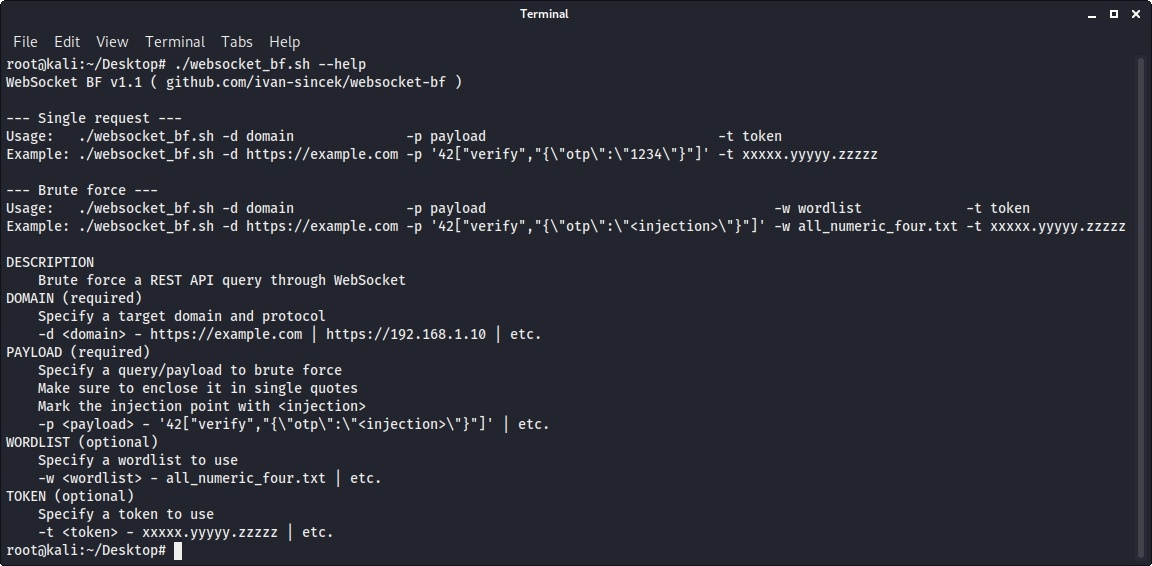 Terminal
File Edit View Terminal Tabs Help
root@kali:~/Desktop# ./websocket_bf.sh --help
WebSocket BF v1.1 ( github.com/ivan-sincek/websocket-bf )

--- Single request ---
Usage:   ./websocket_bf.sh -d domain              -p payload                             -t token
Example: ./websocket_bf.sh -d https://example.com -p '42["verify","{\"otp\":\"1234\"}"]' -t xxxxx.yyyyy.zzzzz

--- Brute force ---
Usage:   ./websocket_bf.sh -d domain              -p payload                                    -w wordlist             -t token
Example: ./websocket_bf.sh -d https://example.com -p '42["verify","{\"otp\":\"<injection>\"}"]' -w all_numeric_four.txt -t xxxxx.yyyyy.zzzzz

DESCRIPTION
    Brute force a REST API query through WebSocket
DOMAIN (required)
    Specify a target domain and protocol
    -d <domain> - https://example.com | https://192.168.1.10 | etc.
PAYLOAD (required)
    Specify a query/payload to brute force
    Make sure to enclose it in single quotes
    Mark the injection point with <injection>
    -p <payload> - '42["verify","{\"otp\":\"<injection>\"}"]' | etc.
WORDLIST (optional)
    Specify a wordlist to use
    -w <wordlist> - all_numeric_four.txt | etc.
TOKEN (optional)
    Specify a token to use
    -t <token> - xxxxx.yyyyy.zzzzz | etc.
root@kali:~/Desktop#